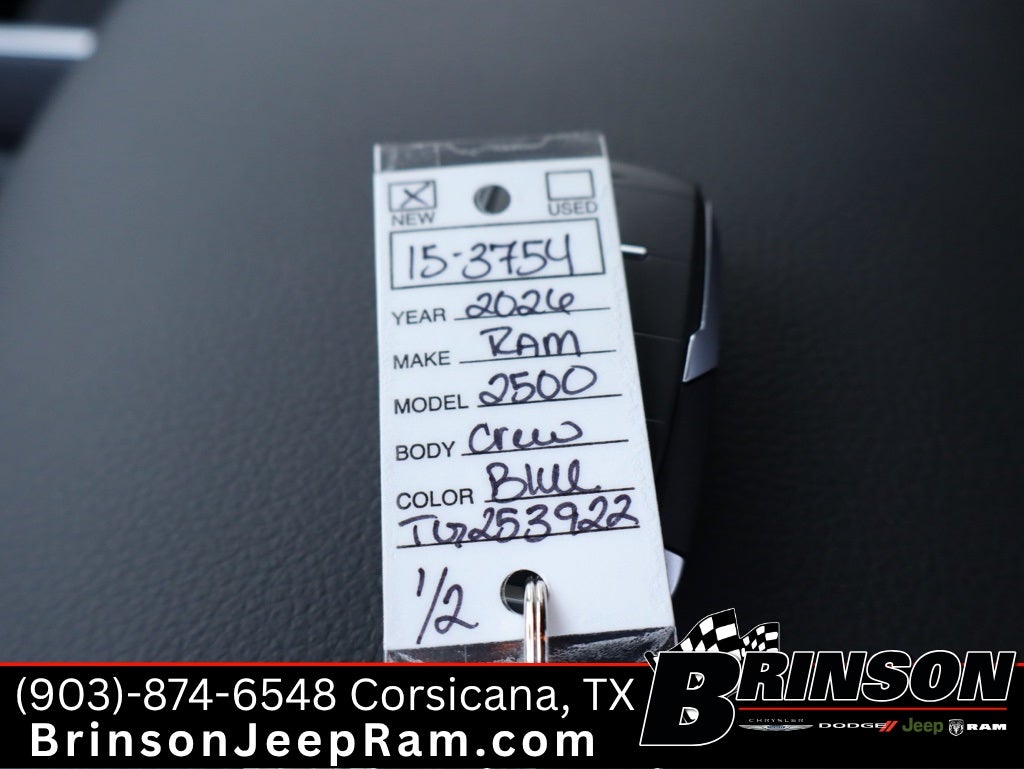 NEW USED
15-3754
YEAR 2026
MAKE RAM
MODEL 2500
BODY Crew
COLOR Blue
TG253922
1/2
(903)-874-6548 Corsicana, TX
BrinsonJeepRam.com
BRINSON
CHRYSLER DODGE// Jeep RAM